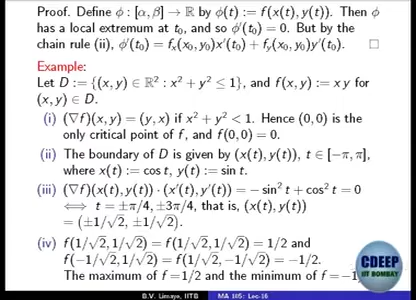 Proof. Define ϕ : [α, β] → ℝ by ϕ(t) := f(x(t), y(t)). Then ϕ
has a local extremum at t₀, and so ϕ′(t₀) = 0. But by the
chain rule (ii), ϕ′(t₀) = fₓ(x₀, y₀)x′(t₀) + f_y(x₀, y₀)y′(t₀). □
Example:
Let D := {(x, y) ∈ ℝ² : x² + y² ≤ 1}, and f(x, y) := x y for
(x, y) ∈ D.
(i) (∇f)(x, y) = (y, x) if x² + y² < 1. Hence (0, 0) is the
only critical point of f, and f(0, 0) = 0.
(ii) The boundary of D is given by (x(t), y(t)), t ∈ [−π, π],
where x(t) := cos t, y(t) := sin t.
(iii) (∇f)(x(t), y(t)) · (x′(t), y′(t)) = − sin² t + cos² t = 0
⟺ t = ±π/4, ±3π/4, that is, (x(t), y(t))
= (±1/√2, ±1/√2).
(iv) f(1/√2, 1/√2) = f(1/√2, 1/√2) = 1/2 and
f(−1/√2, 1/√2) = f(1/√2, −1/√2) = −1/2.
The maximum of f = 1/2 and the minimum of f = −1
CDEEP
IIT BOMBAY
B.V. Limaye, IITB MA 105: Lec-16